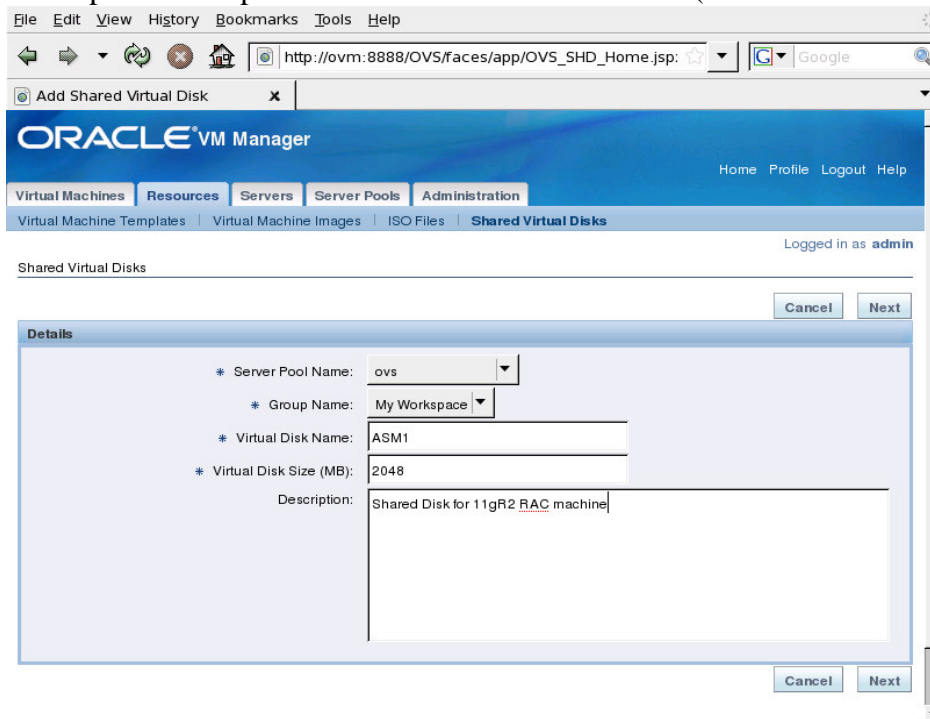 File Edit View History Bookmarks Tools Help
http://ovm:8888/OVS/faces/app/OVS_SHD_Home.jsp: G Google
Add Shared Virtual Disk x
ORACLE VM Manager
Home Profile Logout Help
Virtual Machines Resources Servers Server Pools Administration
Virtual Machine Templates | Virtual Machine Images | ISO Files | Shared Virtual Disks
Logged in as admin
Shared Virtual Disks
Cancel Next
Details
* Server Pool Name: ovs
* Group Name: My Workspace
* Virtual Disk Name: ASM1
* Virtual Disk Size (MB): 2048
Description: Shared Disk for 11gR2 RAC machine
Cancel Next